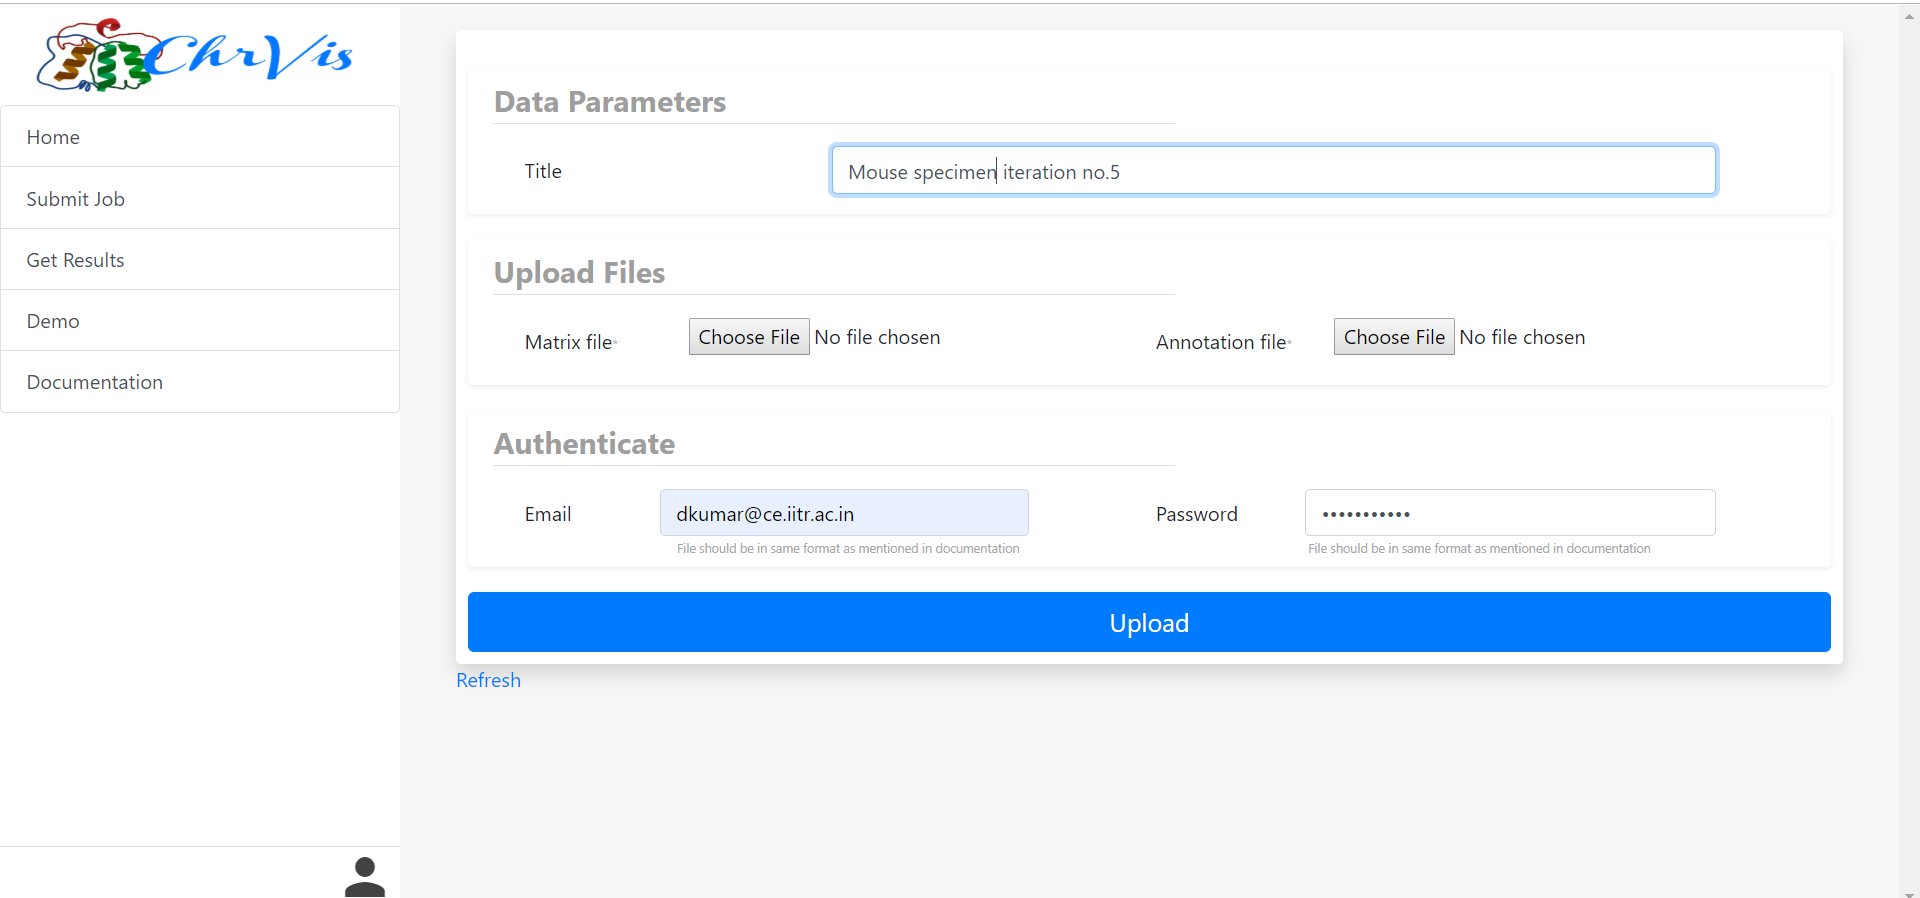 ChrVis
Home
Submit Job
Get Results
Demo
Documentation
Data Parameters
Title Mouse specimen iteration no.5
Upload Files
Matrix file* Choose File No file chosen Annotation file* Choose File No file chosen
Authenticate
Email dkumar@ce.iitr.ac.in Password •••••••••••
File should be in same format as mentioned in documentation File should be in same format as mentioned in documentation
Upload
Refresh